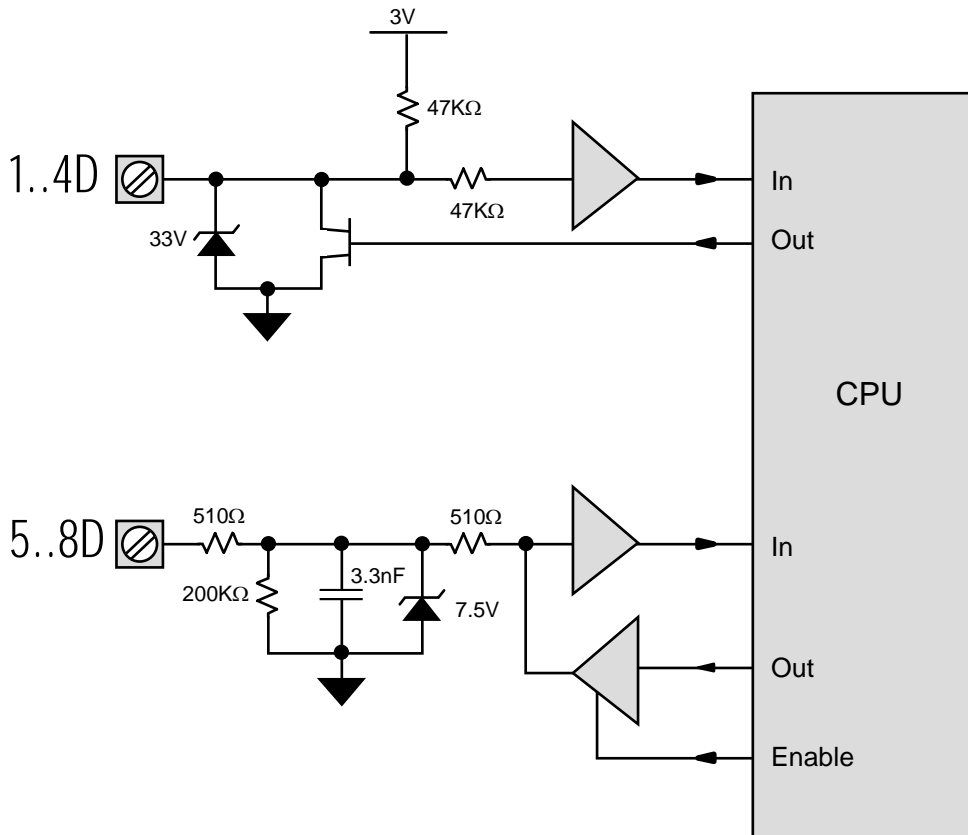 3V
47KΩ
1..4D
47KΩ
In
33V
Out
CPU
510Ω
510Ω
5..8D
In
3.3nF
200KΩ
7.5V
Out
Enable